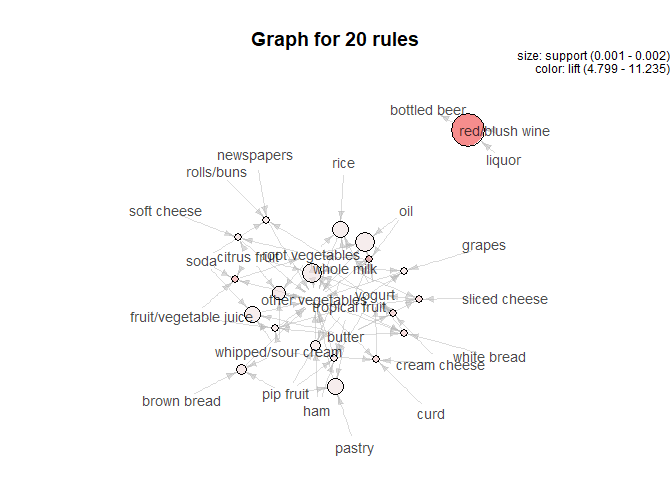 Graph for 20 rules
size: support (0.001 - 0.002)
color: lift (4.799 - 11.235)
bottled beer
red/blush wine
liquor
newspapers
rolls/buns
rice
soft cheese
oil
grapes
soda
citrus fruit
root vegetables
whole milk
other vegetables
yogurt
tropical fruit
sliced cheese
fruit/vegetable juice
butter
whipped/sour cream
white bread
cream cheese
brown bread
pip fruit
ham
curd
pastry